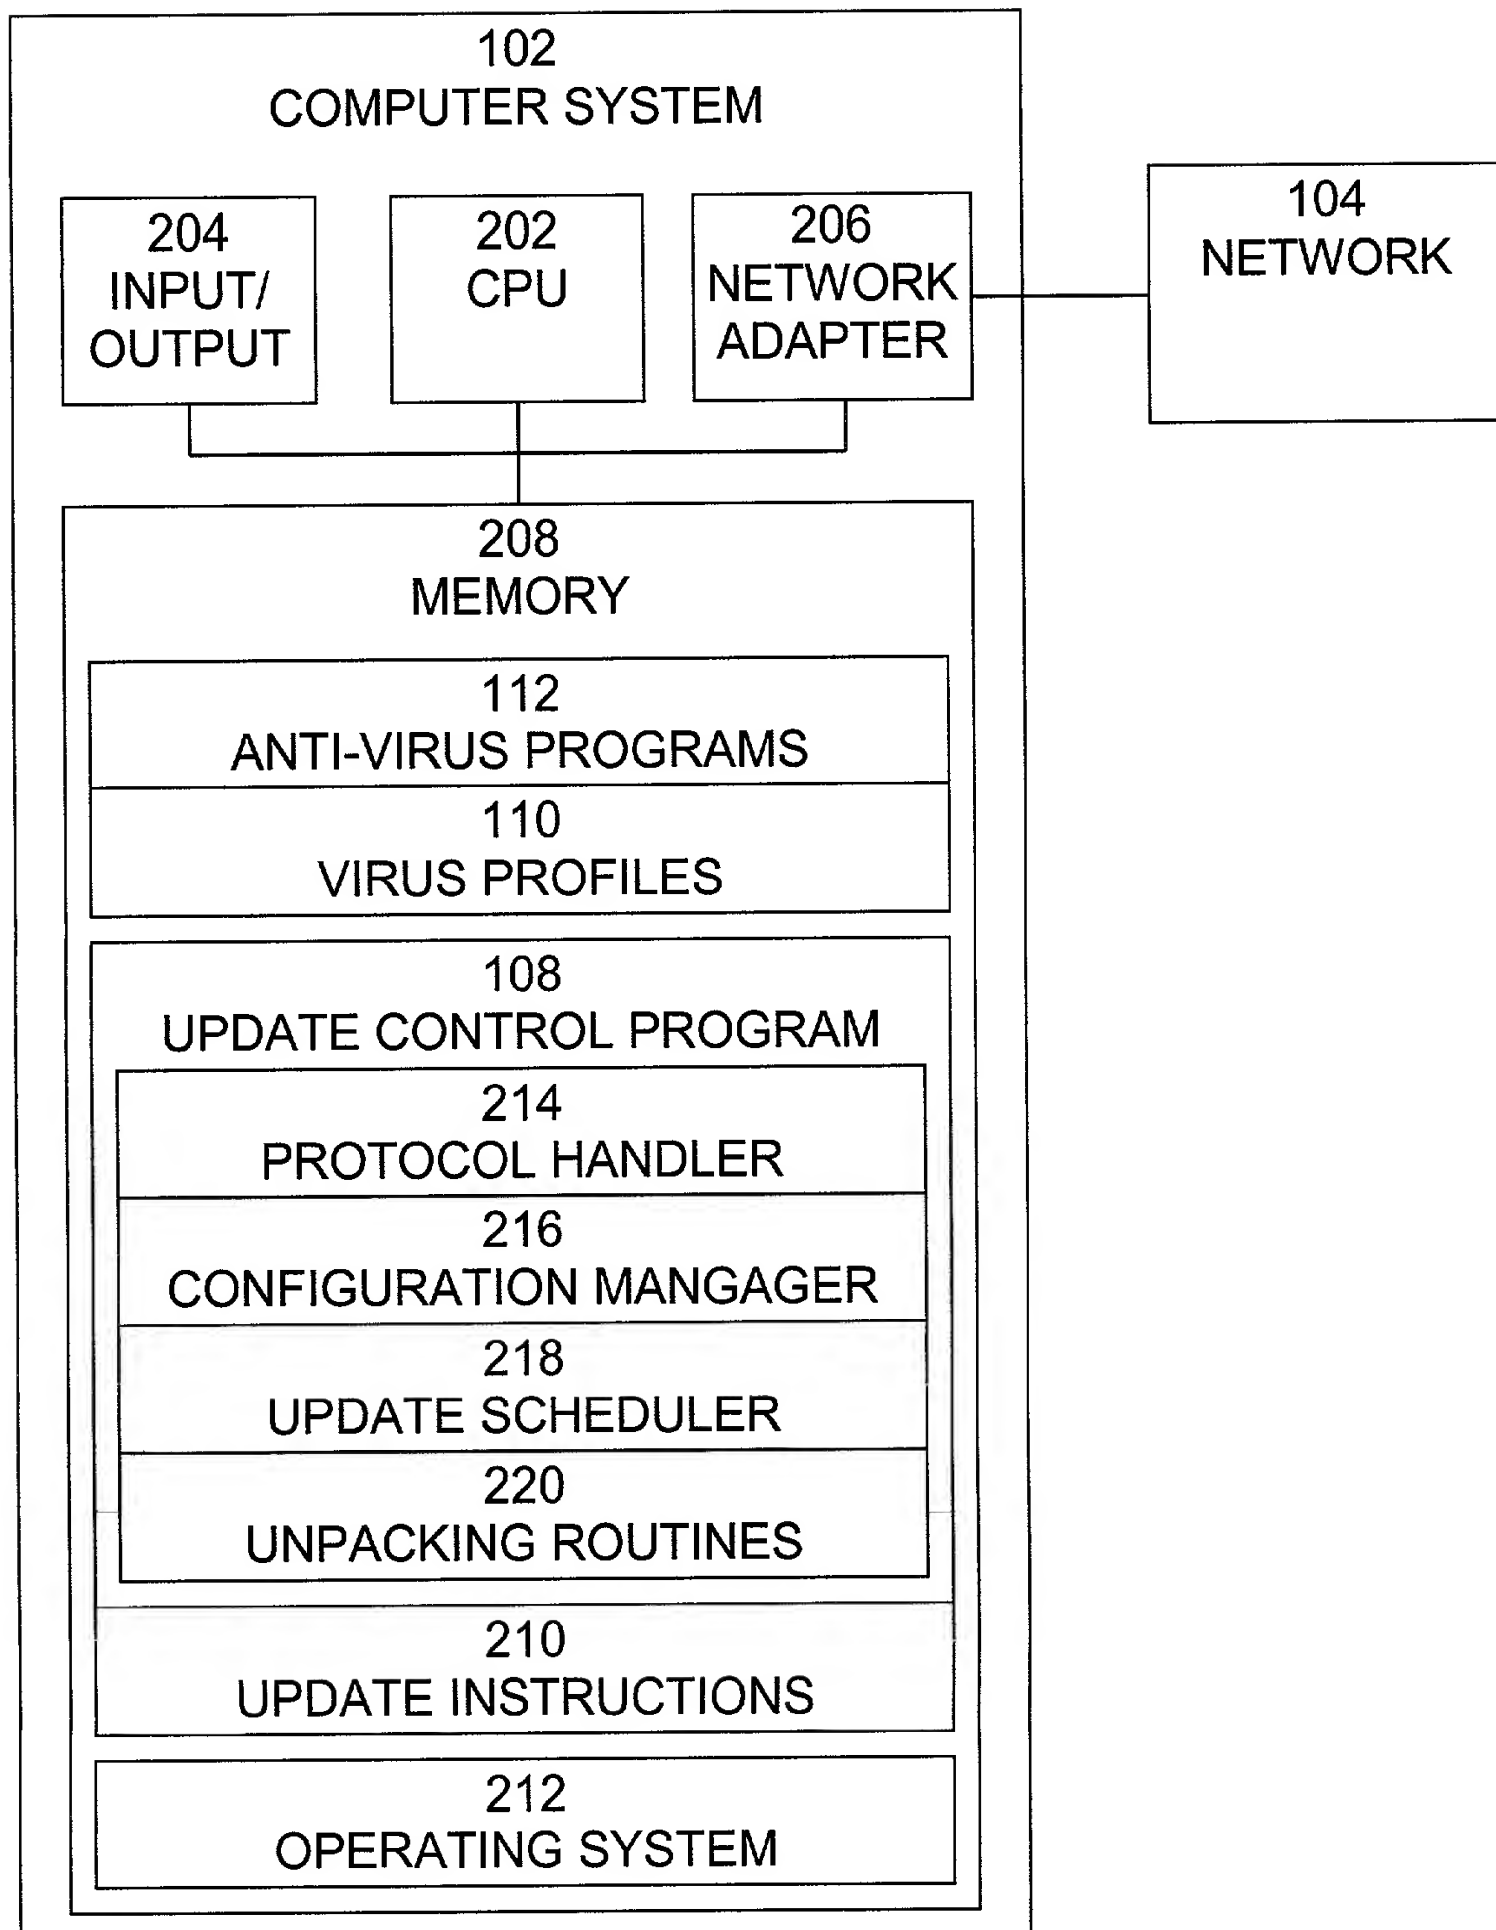 102
COMPUTER SYSTEM
204
INPUT/
OUTPUT
202
CPU
206
NETWORK
ADAPTER
104
NETWORK
208
MEMORY
112
ANTI-VIRUS PROGRAMS
110
VIRUS PROFILES
108
UPDATE CONTROL PROGRAM
214
PROTOCOL HANDLER
216
CONFIGURATION MANGAGER
218
UPDATE SCHEDULER
220
UNPACKING ROUTINES
210
UPDATE INSTRUCTIONS
212
OPERATING SYSTEM